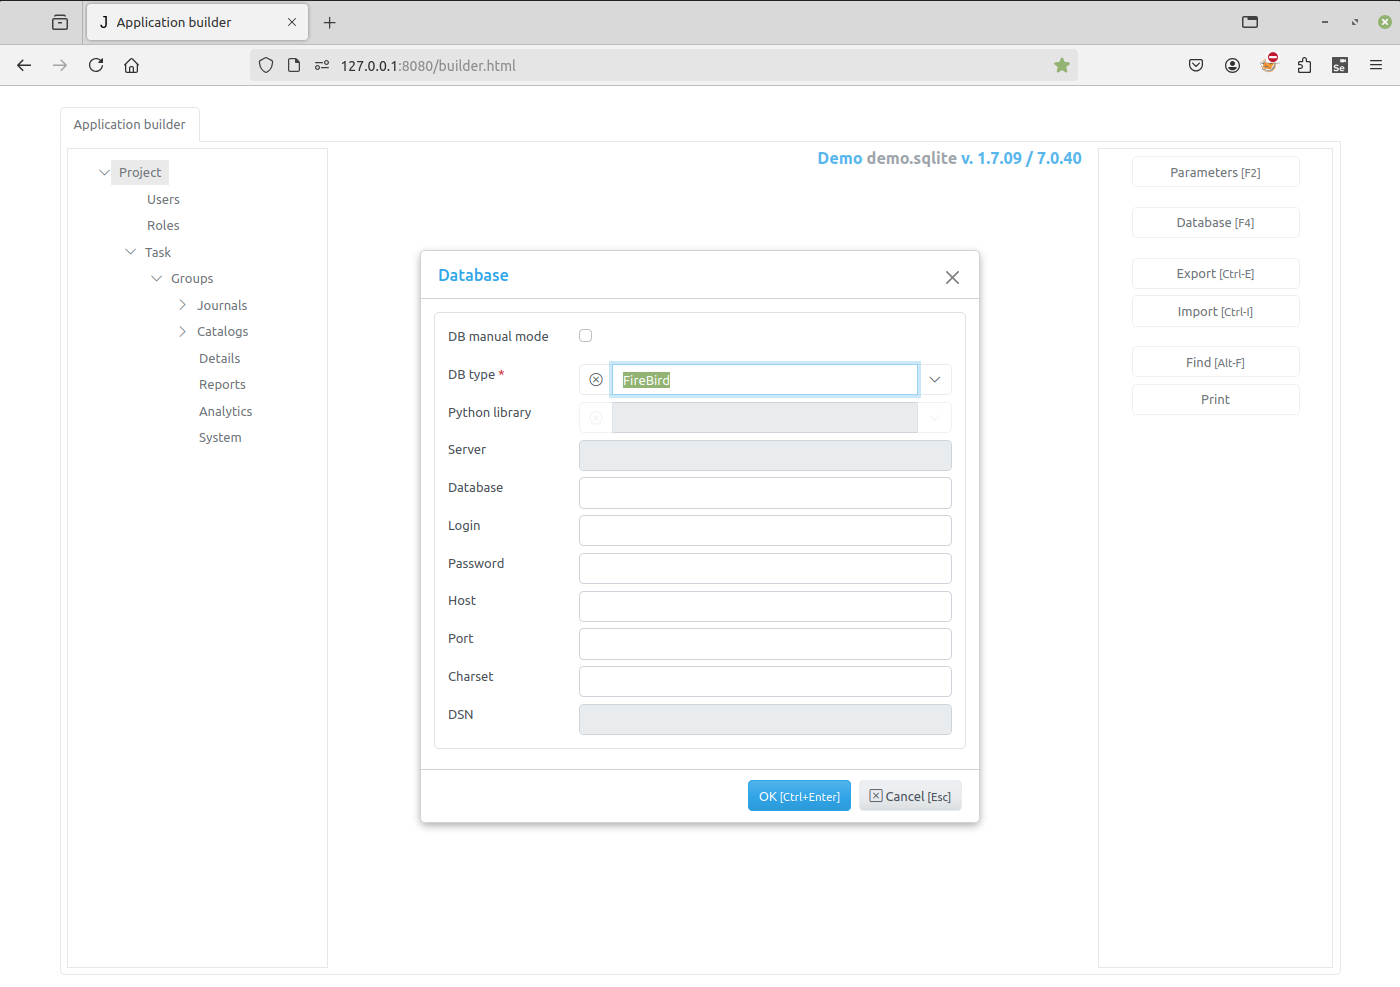 J Application builder
127.0.0.1:8080/builder.html
Se
Application builder
Project
Users
Roles
Task
Groups
Journals
Catalogs
Details
Reports
Analytics
System
Demo demo.sqlite v. 1.7.09 / 7.0.40
Parameters [F2]
Database [F4]
Export [Ctrl-E]
Import [Ctrl-I]
Find [Alt-F]
Print
Database
DB manual mode
DB type * FireBird
Python library
Server
Database
Login
Password
Host
Port
Charset
DSN
OK [Ctrl+Enter] Cancel [Esc]